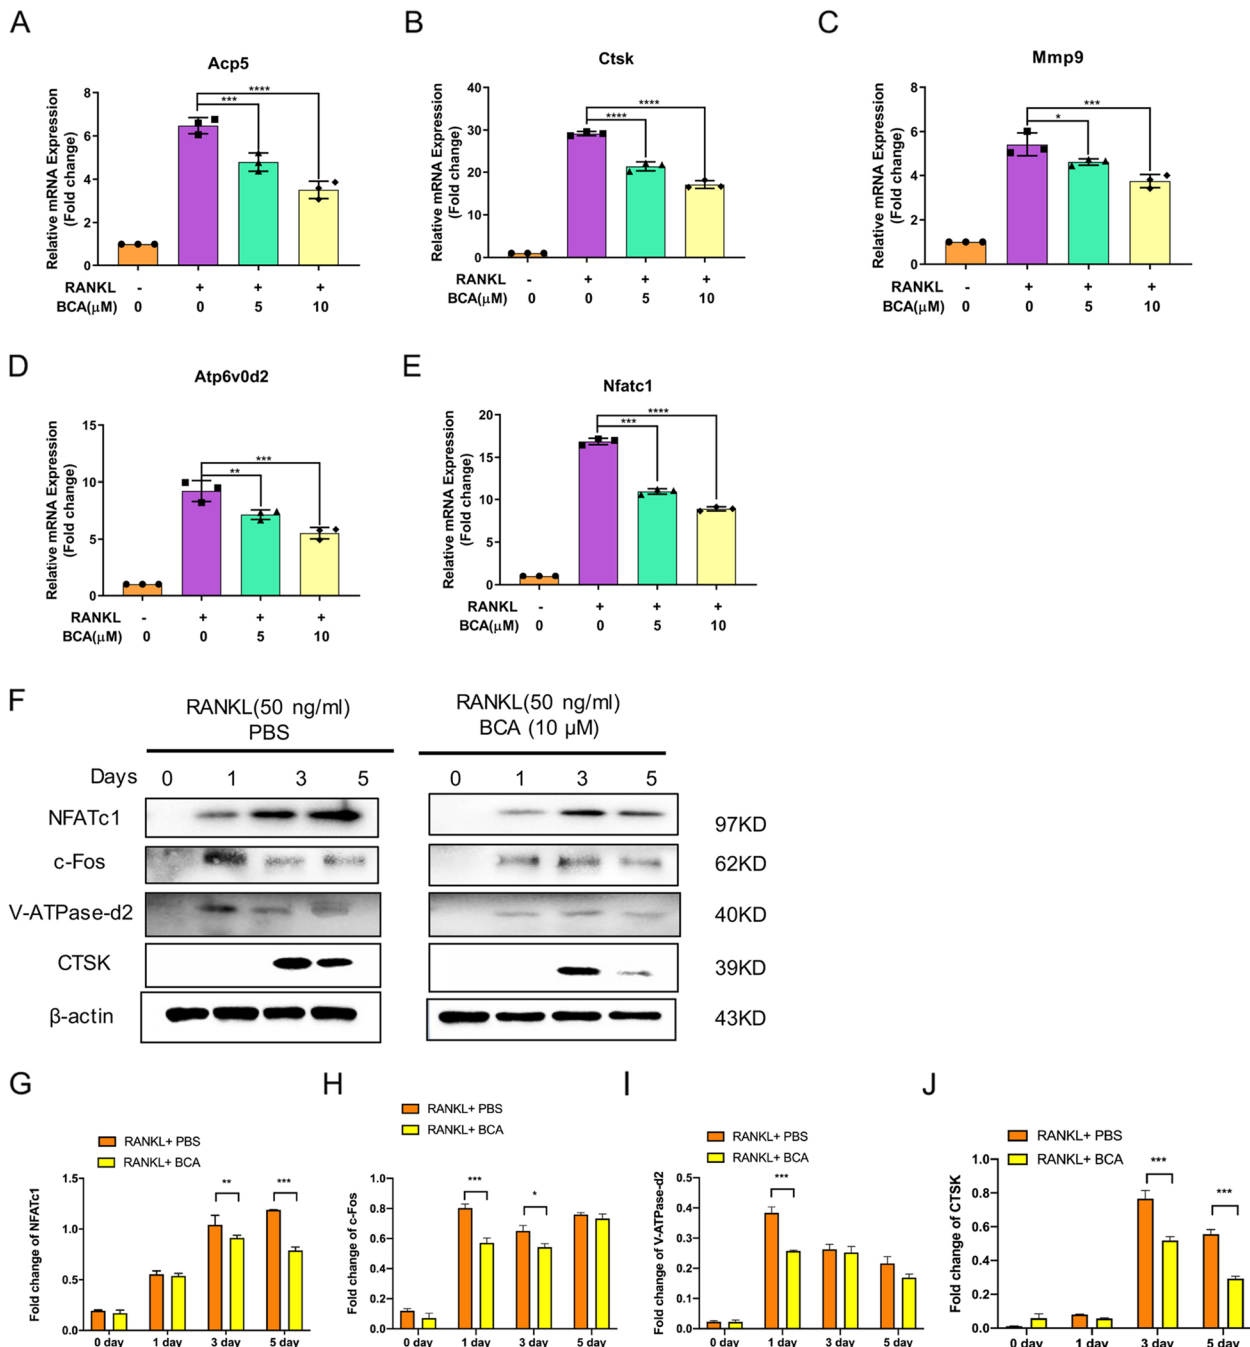 A
Acp5
Relative mRNA Expression
(Fold change)
8
6
4
2
0
***
****
RANKL - + + +
BCA(μM) 0 0 5 10
B
Ctsk
Relative mRNA Expression
(Fold change)
40
30
20
10
0
****
****
RANKL - + + +
BCA(μM) 0 0 5 10
C
Mmp9
Relative mRNA Expression
(Fold change)
8
6
4
2
0
***
*
RANKL - + + +
BCA(μM) 0 0 5 10
D
Atp6v0d2
Relative mRNA Expression
(Fold change)
15
10
5
0
***
**
RANKL - + + +
BCA(μM) 0 0 5 10
E
Nfatc1
Relative mRNA Expression
(Fold change)
20
15
10
5
0
****
***
RANKL - + + +
BCA(μM) 0 0 5 10
F
RANKL(50 ng/ml)
PBS
RANKL(50 ng/ml)
BCA (10 μM)
Days 0 1 3 5 0 1 3 5
NFATc1 97KD
c-Fos 62KD
V-ATPase-d2 40KD
CTSK 39KD
β-actin 43KD
G
RANKL+ PBS
RANKL+ BCA
Fold change of NFATc1
1.5
1.0
0.5
0.0
** ***
0 day 1 day 3 day 5 day
H
RANKL+ PBS
RANKL+ BCA
Fold change of c-Fos
1.0
0.8
0.6
0.4
0.2
0.0
*** *
0 day 1 day 3 day 5 day
I
RANKL+ PBS
RANKL+ BCA
Fold change of V-ATPase-d2
0.5
0.4
0.3
0.2
0.1
0.0
***
0 day 1 day 3 day 5 day
J
RANKL+ PBS
RANKL+ BCA
Fold change of CTSK
1.0
0.8
0.6
0.4
0.2
0.0
*** ***
0 day 1 day 3 day 5 day